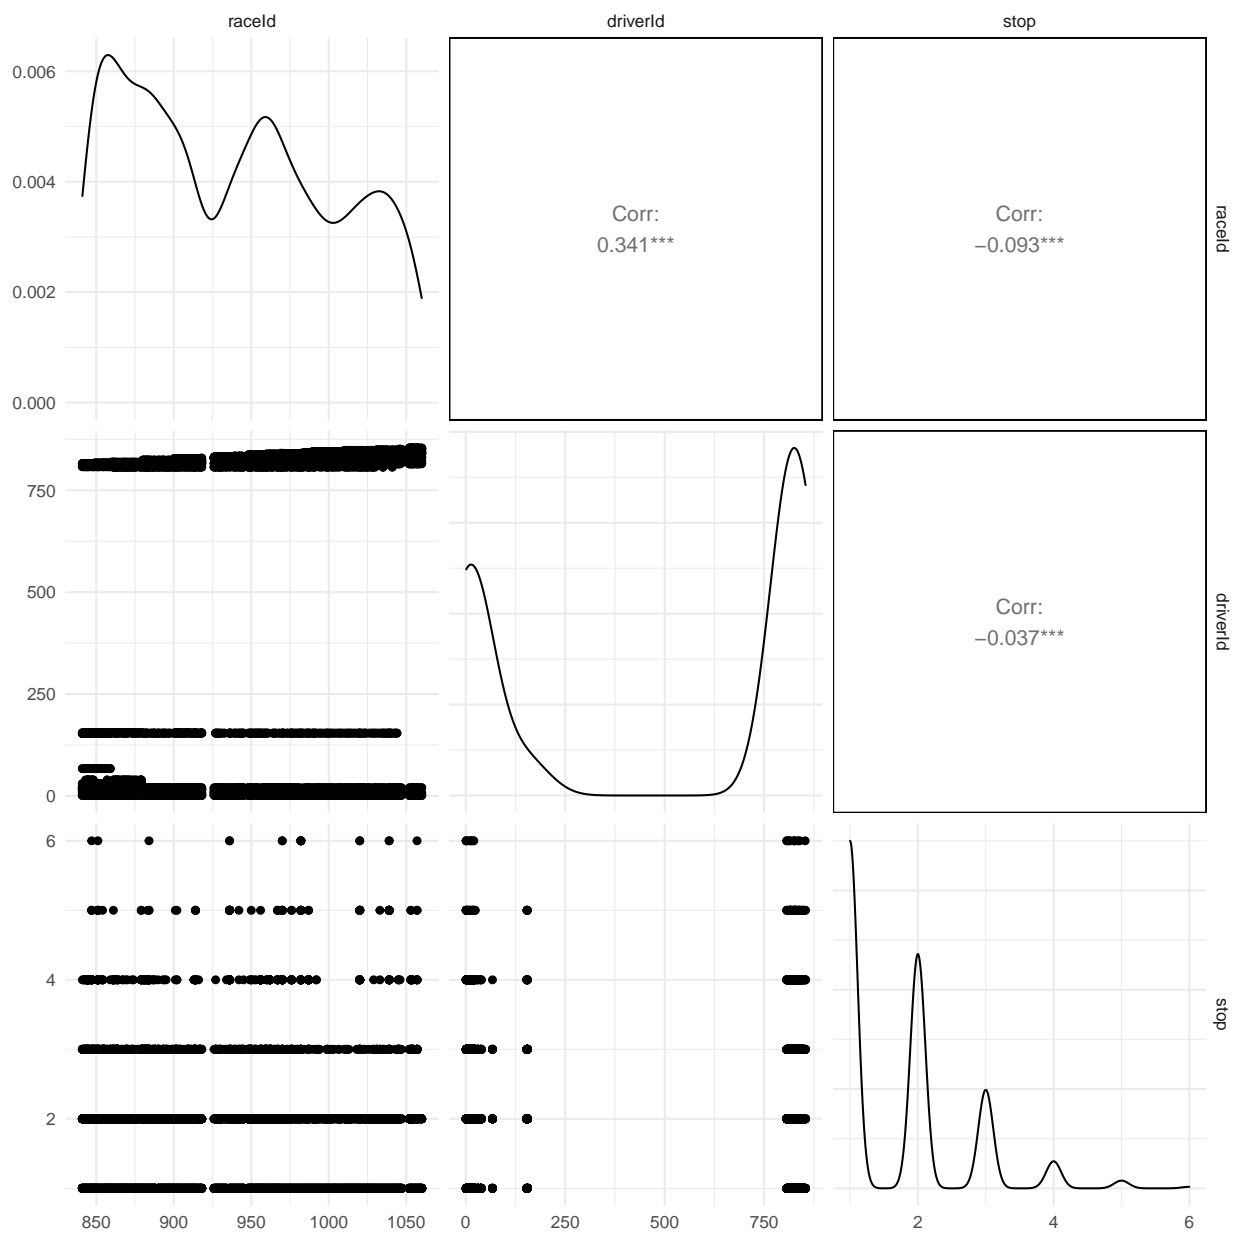 raceId
driverId
stop
0.006
0.004
0.002
0.000
Corr:
0.341***
Corr:
−0.093***
raceId
750
500
250
0
Corr:
−0.037***
driverId
6
4
2
stop
850 900 950 1000 1050
0 250 500 750
2 4 6